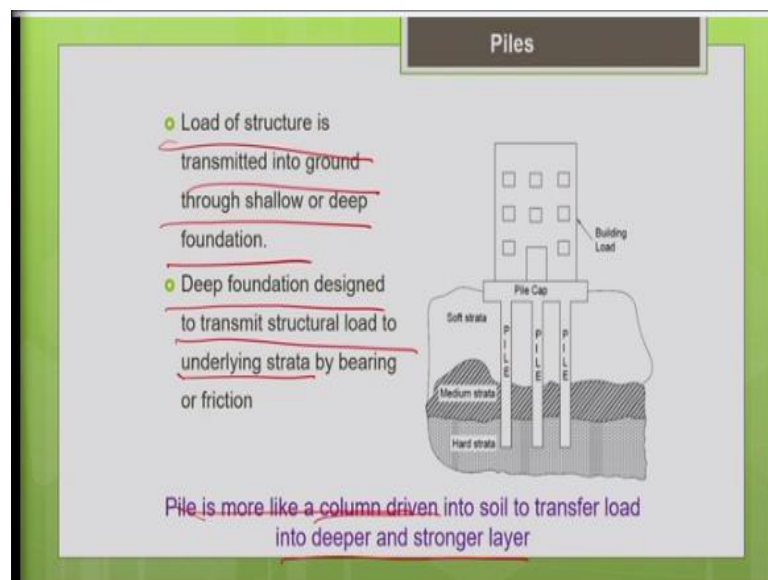 Piles
Load of structure is
transmitted into ground
through shallow or deep
foundation.
Deep foundation designed
to transmit structural load to
underlying strata by bearing
or friction
Building
Load
Pile Cap
Soft strata
PILE
PILE
PILE
Medium strata
Hard strata
Pile is more like a column driven into soil to transfer load
into deeper and stronger layer